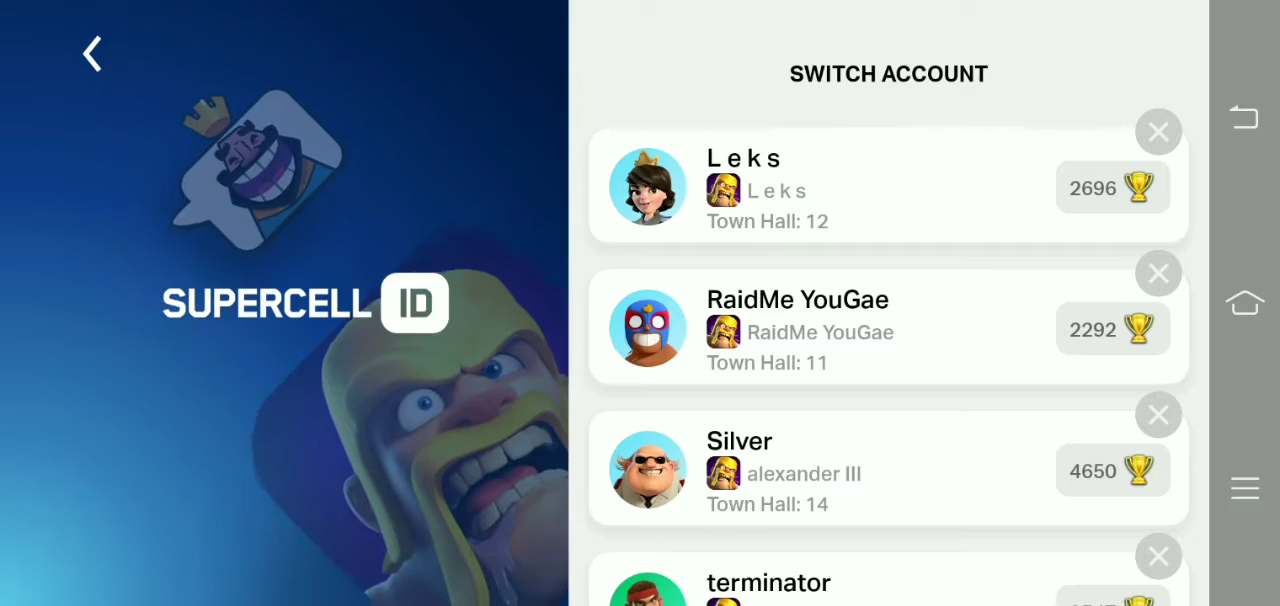 SWITCH ACCOUNT
L e k s
L e k s
Town Hall: 12
2696
RaidMe YouGae
RaidMe YouGae
Town Hall: 11
2292
SUPERCELL ID
Silver
alexander III
Town Hall: 14
4650
terminator